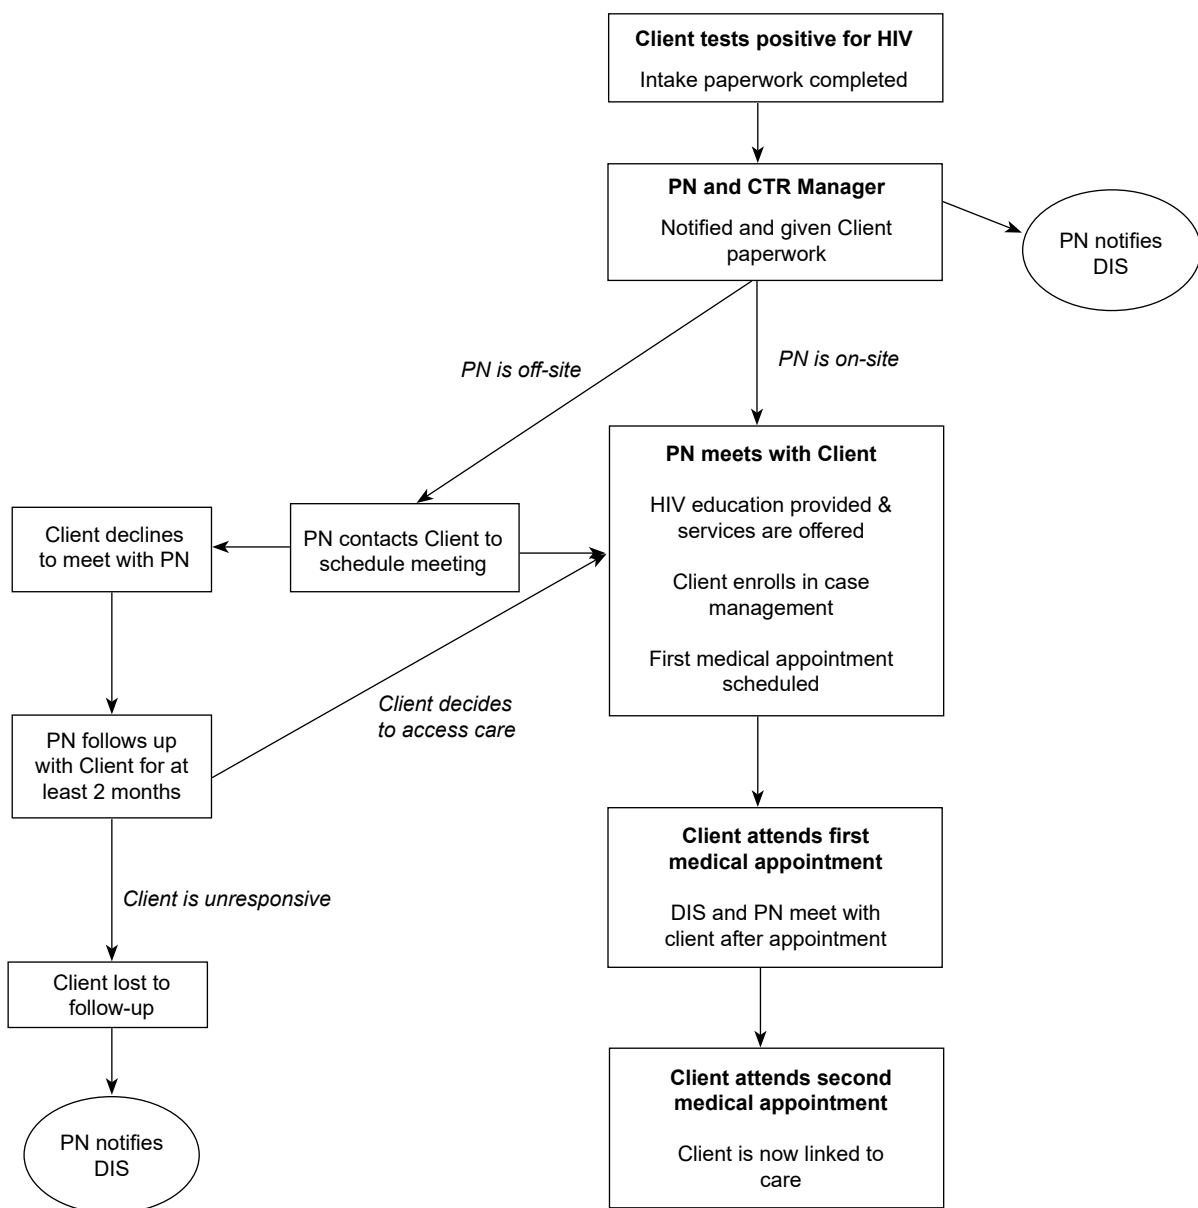 Client tests positive for HIV
Intake paperwork completed
PN and CTR Manager
Notified and given Client
paperwork
PN notifies
DIS
PN is off-site
PN is on-site
PN meets with Client
HIV education provided &
services are offered
Client enrolls in case
management
First medical appointment
scheduled
PN contacts Client to
schedule meeting
Client declines
to meet with PN
Client decides
to access care
PN follows up
with Client for at
least 2 months
Client is unresponsive
Client lost to
follow-up
PN notifies
DIS
Client attends first
medical appointment
DIS and PN meet with
client after appointment
Client attends second
medical appointment
Client is now linked to
care